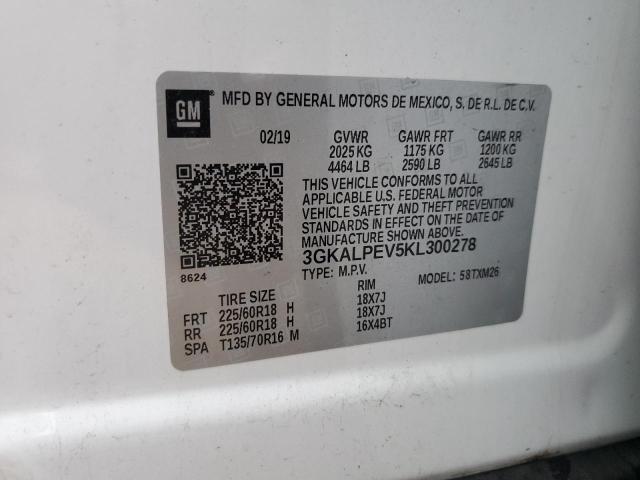 GM
MFD BY GENERAL MOTORS DE MEXICO, S. DE R.L. DE C.V.
02/19 GVWR GAWR FRT GAWR RR
2025 KG 1175 KG 1200 KG
4464 LB 2590 LB 2645 LB
THIS VEHICLE CONFORMS TO ALL
APPLICABLE U.S. FEDERAL MOTOR
VEHICLE SAFETY AND THEFT PREVENTION
STANDARDS IN EFFECT ON THE DATE OF
MANUFACTURE SHOWN ABOVE.
3GKALPEV5KL300278
8624
TYPE: M.P.V. MODEL: 58TXM26
TIRE SIZE RIM
FRT 225/60R18 H 18X7J
RR 225/60R18 H 18X7J
SPA T135/70R16 M 16X4BT